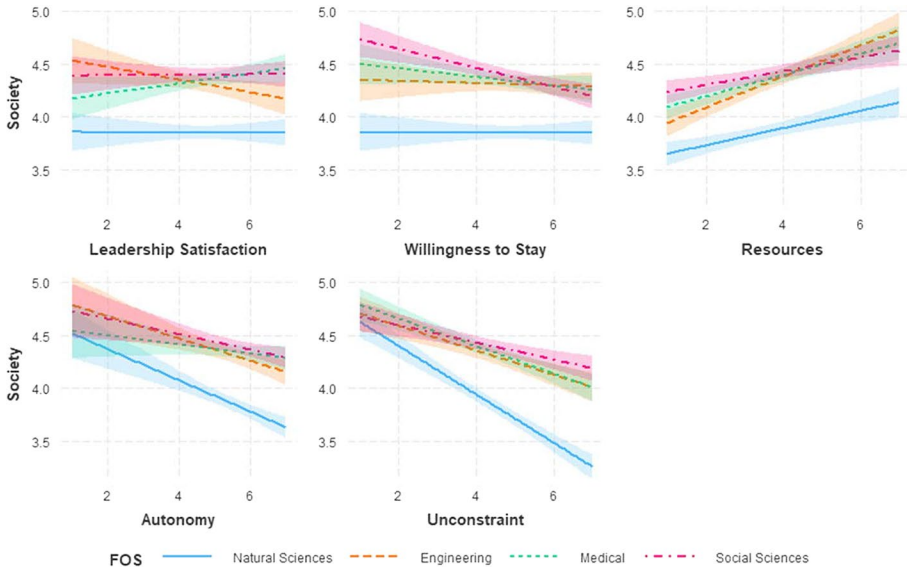 5.0 5.0 5.0
4.5 4.5 4.5
Society
4.0 4.0 4.0
3.5 3.5 3.5
2 4 6 2 4 6 2 4 6
Leadership Satisfaction Willingness to Stay Resources
5.0 5.0
4.5 4.5
Society
4.0 4.0
3.5 3.5
2 4 6 2 4 6
Autonomy Unconstraint
FOS Natural Sciences Engineering Medical Social Sciences